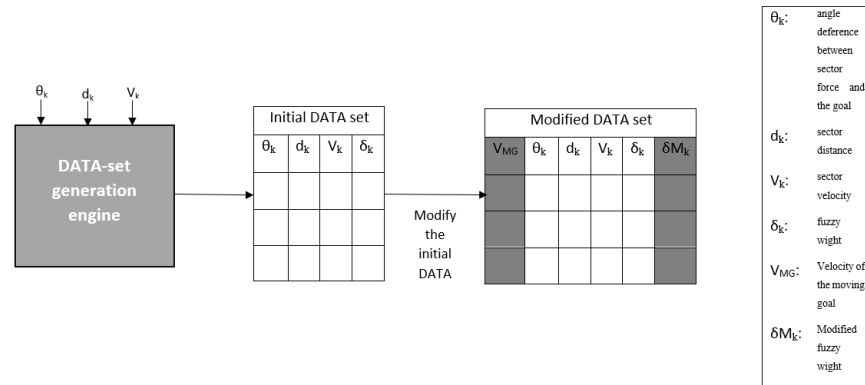 θk dk Vk
DATA-set
generation
engine
Initial DATA set
θk dk Vk δk
Modify
the
initial
DATA
Modified DATA set
VMG θk dk Vk δk δMk
θk: angle
deference
between
sector
force and
the goal
dk: sector
distance
Vk: sector
velocity
δk: fuzzy
wight
VMG: Velocity of
the moving
goal
δMk: Modified
fuzzy
wight